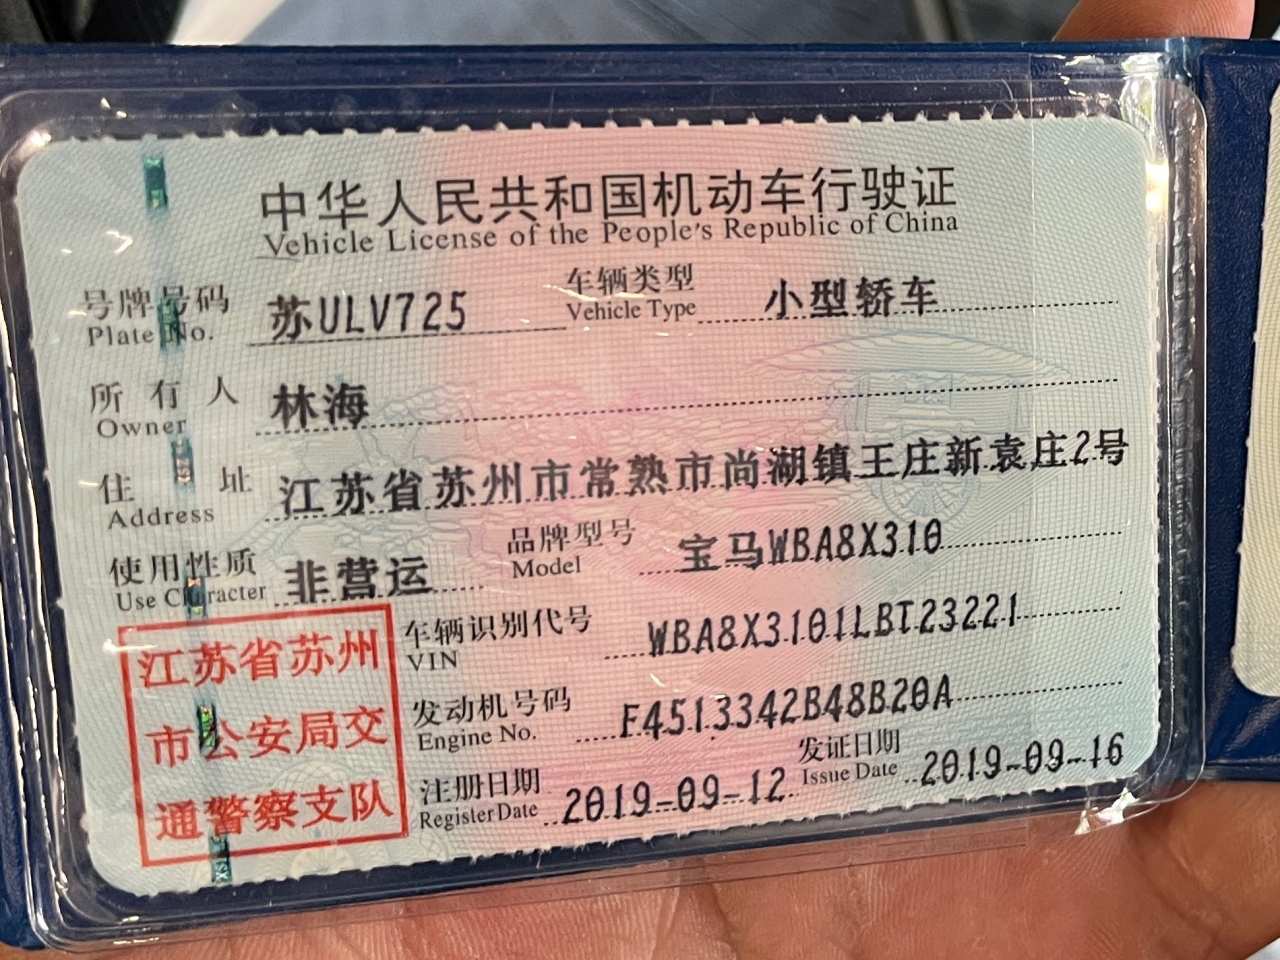 中华人民共和国机动车行驶证
Vehicle License of the People's Republic of China
号牌号码 苏ULV725 车辆类型 小型轿车
Plate No. Vehicle Type
所有人 林海
Owner
住址 江苏省苏州市常熟市尚湖镇王庄新袁庄2号
Address
使用性质 非营运 品牌型号 宝马WBA8X310
Use Character Model
江苏省苏州
市公安局交
通警察支队
车辆识别代号 WBA8X3101LBT23221
VIN
发动机号码 F4513342B48B20A
Engine No.
注册日期 2019-09-12 发证日期 2019-09-16
Register Date Issue Date